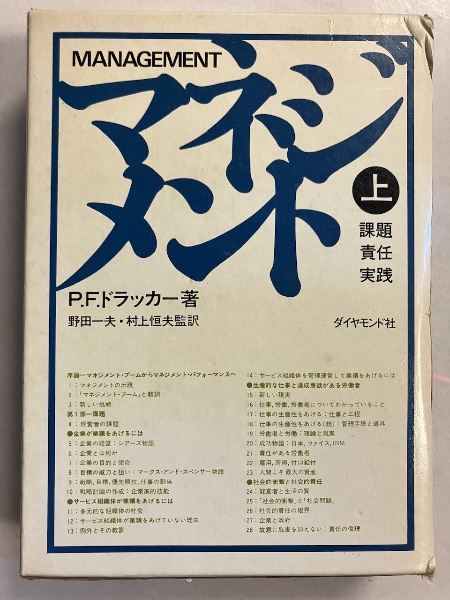 MANAGEMENT
マネジ
メント
上
課題
責任
実践
P.F.ドラッカー著
野田一夫・村上恒夫監訳
ダイヤモンド社
序論―マネジメント・ブームからマネジメント・パフォーマンスへ
1：マネジメントの出現
2：「マネジメント・ブーム」と教訓
3：新しい挑戦
第1部―課題
4：経営者の課題
●企業が業績をあげるには
5：企業の経営：シアーズ物語
6：企業とは何か
7：企業の目的と使命
8：目標の威力と狙い：マークス・アンド・スペンサー物語
9：戦略、目標、優先順位、仕事の割当
10：戦略計画の作成：企業家的技能
●サービス組織体が業績をあげるには
11：多元的な組織の社会
12：サービス組織体が業績をあげていない理由
13：例外とその教訓
14：サービス組織体を管理運営して業績をあげるには
●生産的な仕事と達成意欲がある労働者
15：新しい現実
16：仕事、労働、労働者についてわかっていること
17：仕事の生産性をあげる：仕事と工程
18：仕事の生産性をあげる（続）：管理手段と道具
19：労働者と労働：理論と現実
20：成功物語：日本、ツァイス、IBM
21：責任がある労働者
22：雇用、所得、付加給付
23：人間こそ最大の資産
●社会的衝撃と社会的責任
24：経営者と生活の質
25：「社会的衝撃」と「社会問題」
26：社会的責任の限界
27：企業と政府
28：故意に危害を加えない：責任の倫理